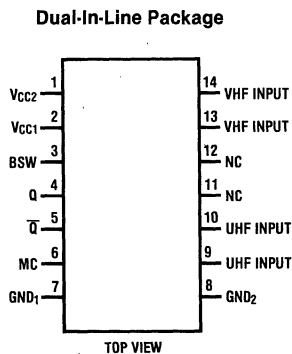 Dual-In-Line Package
VCC2 1 14 VHF INPUT
VCC1 2 13 VHF INPUT
BSW 3 12 NC
Q 4 11 NC
Q̅ 5 10 UHF INPUT
MC 6 9 UHF INPUT
GND1 7 8 GND2
TOP VIEW